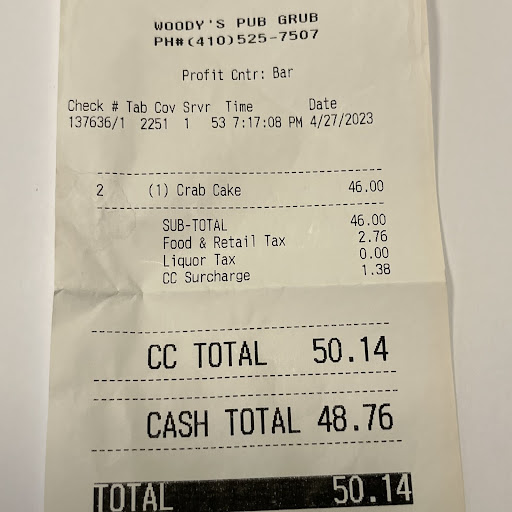 WOODY'S PUB GRUB
PH#(410)525-7507
Profit Cntr: Bar
Check # Tab Cov Srvr Time Date
137636/1 2251 1 53 7:17:08 PM 4/27/2023
2 (1) Crab Cake 46.00
SUB-TOTAL 46.00
Food & Retail Tax 2.76
Liquor Tax 0.00
CC Surcharge 1.38
CC TOTAL 50.14
CASH TOTAL 48.76
TOTAL 50.14